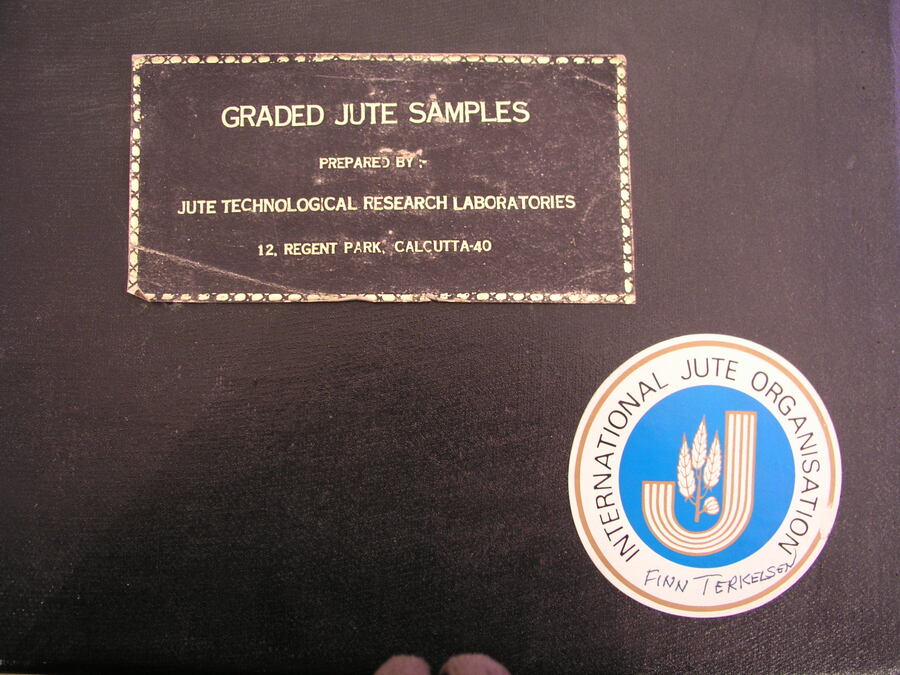 GRADED JUTE SAMPLES
PREPARED BY :-
JUTE TECHNOLOGICAL RESEARCH LABORATORIES
12, REGENT PARK, CALCUTTA-40
INTERNATIONAL JUTE ORGANISATION
J
FINN TERKELSEN